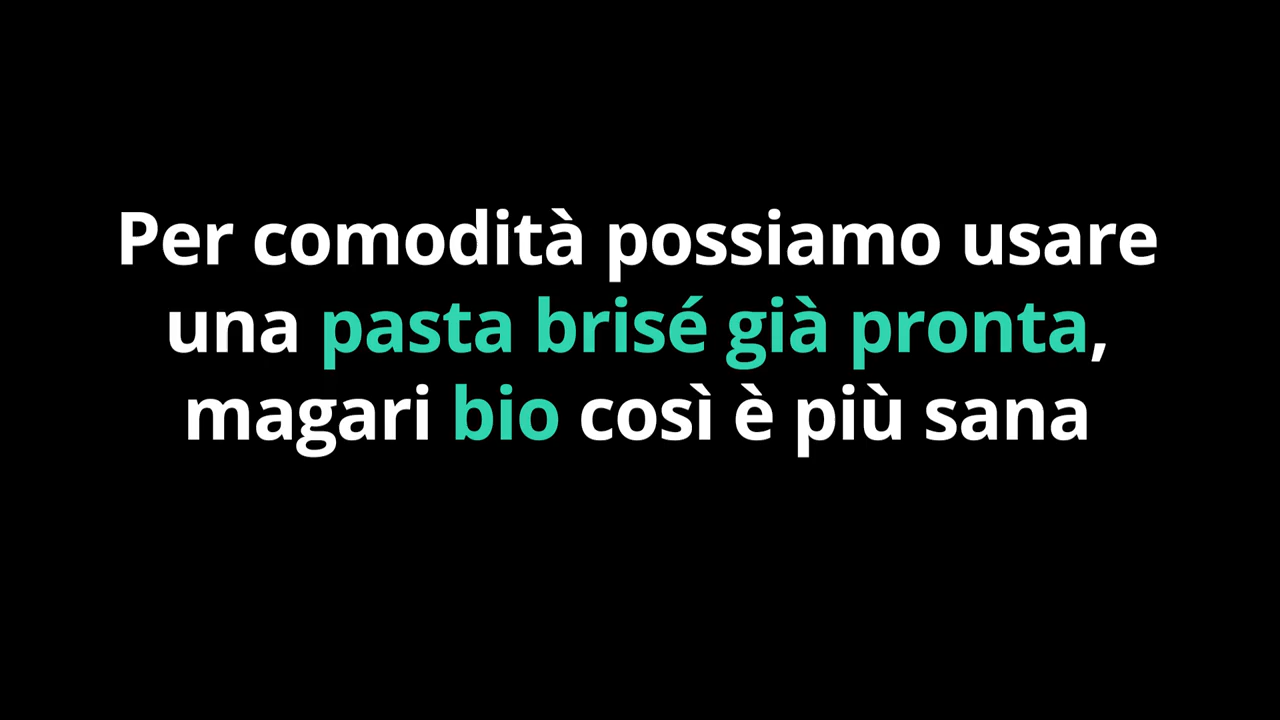 Per comodità possiamo usare
una pasta brisé già pronta,
magari bio così è più sana